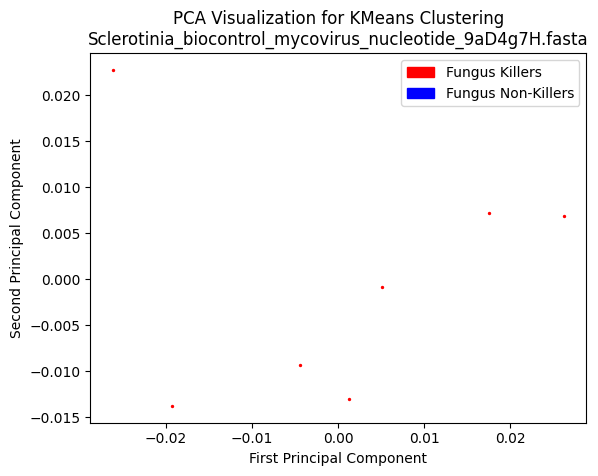 PCA Visualization for KMeans Clustering
Sclerotinia_biocontrol_mycovirus_nucleotide_9aD4g7H.fasta
Fungus Killers
Fungus Non-Killers
Second Principal Component
0.020
0.015
0.010
0.005
0.000
−0.005
−0.010
−0.015
−0.02
−0.01
0.00
0.01
0.02
First Principal Component